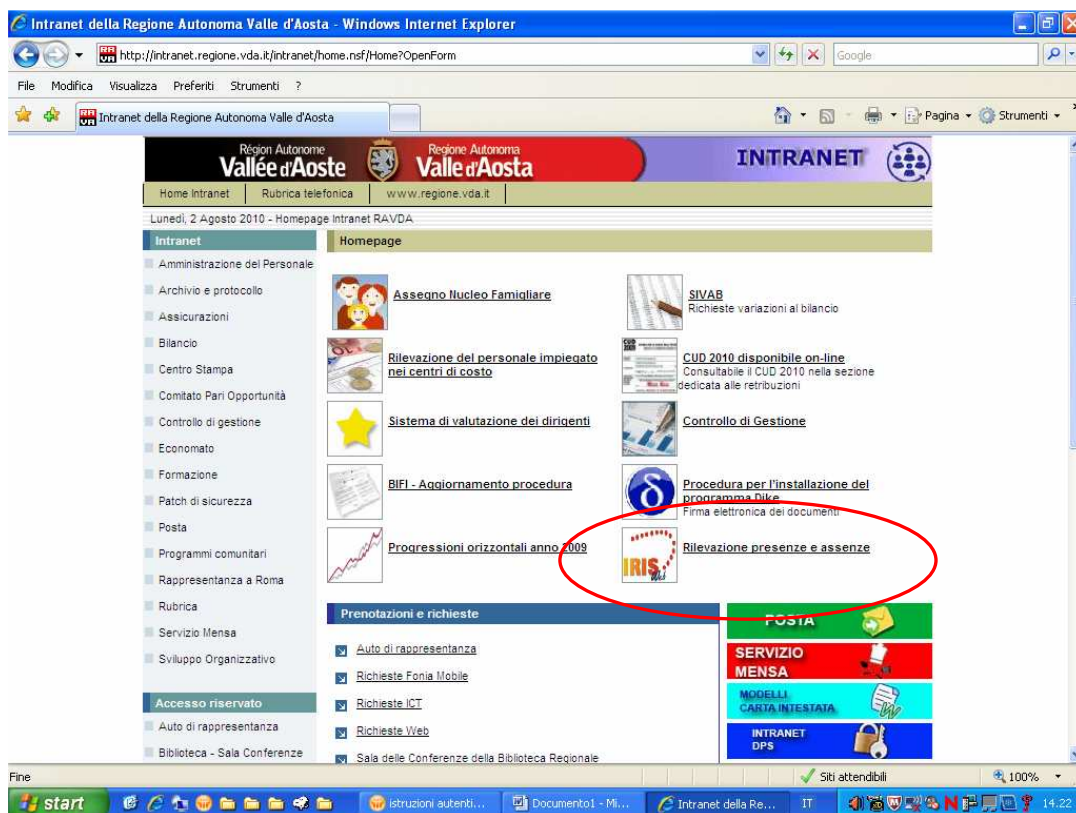 Intranet della Regione Autonoma Valle d'Aosta - Windows Internet Explorer
http://intranet.regione.vda.it/intranet/home.nsf/Home?OpenForm
Google
File Modifica Visualizza Preferiti Strumenti ?
Intranet della Regione Autonoma Valle d'Aosta
Pagina
Strumenti
Région Autonome
Vallée d'Aoste
Regione Autonoma
Valle d'Aosta
INTRANET
Home Intranet
Rubrica telefonica
www.regione.vda.it
Lunedì, 2 Agosto 2010 - Homepage Intranet RAVDA
Intranet
Amministrazione del Personale
Archivio e protocollo
Assicurazioni
Bilancio
Centro Stampa
Comitato Pari Opportunità
Controllo di gestione
Economato
Formazione
Patch di sicurezza
Posta
Programmi comunitari
Rappresentanza a Roma
Rubrica
Servizio Mensa
Sviluppo Organizzativo
Accesso riservato
Auto di rappresentanza
Biblioteca - Sala Conferenze
Homepage
Assegno Nucleo Famigliare
SIVAB
Richieste variazioni al bilancio
Rilevazione del personale impiegato
nei centri di costo
CUD 2010 disponibile on-line
Consultabile il CUD 2010 nella sezione
dedicata alle retribuzioni
Sistema di valutazione dei dirigenti
Controllo di Gestione
BIFI - Aggiornamento procedura
Procedura per l'installazione del
programma Dike
Firma elettronica dei documenti
Progressioni orizzontali anno 2009
IRIS
Web
Rilevazione presenze e assenze
Prenotazioni e richieste
Auto di rappresentanza
Richieste Fonia Mobile
Richieste ICT
Richieste Web
Sala delle Conferenze della Biblioteca Regionale
POSTA
SERVIZIO
MENSA
MODELLI
CARTA INTESTATA
INTRANET
DPS
Fine
Siti attendibili
100%
start
istruzioni autenti...
Documento1 - Mi...
Intranet della Re...
IT
14.22